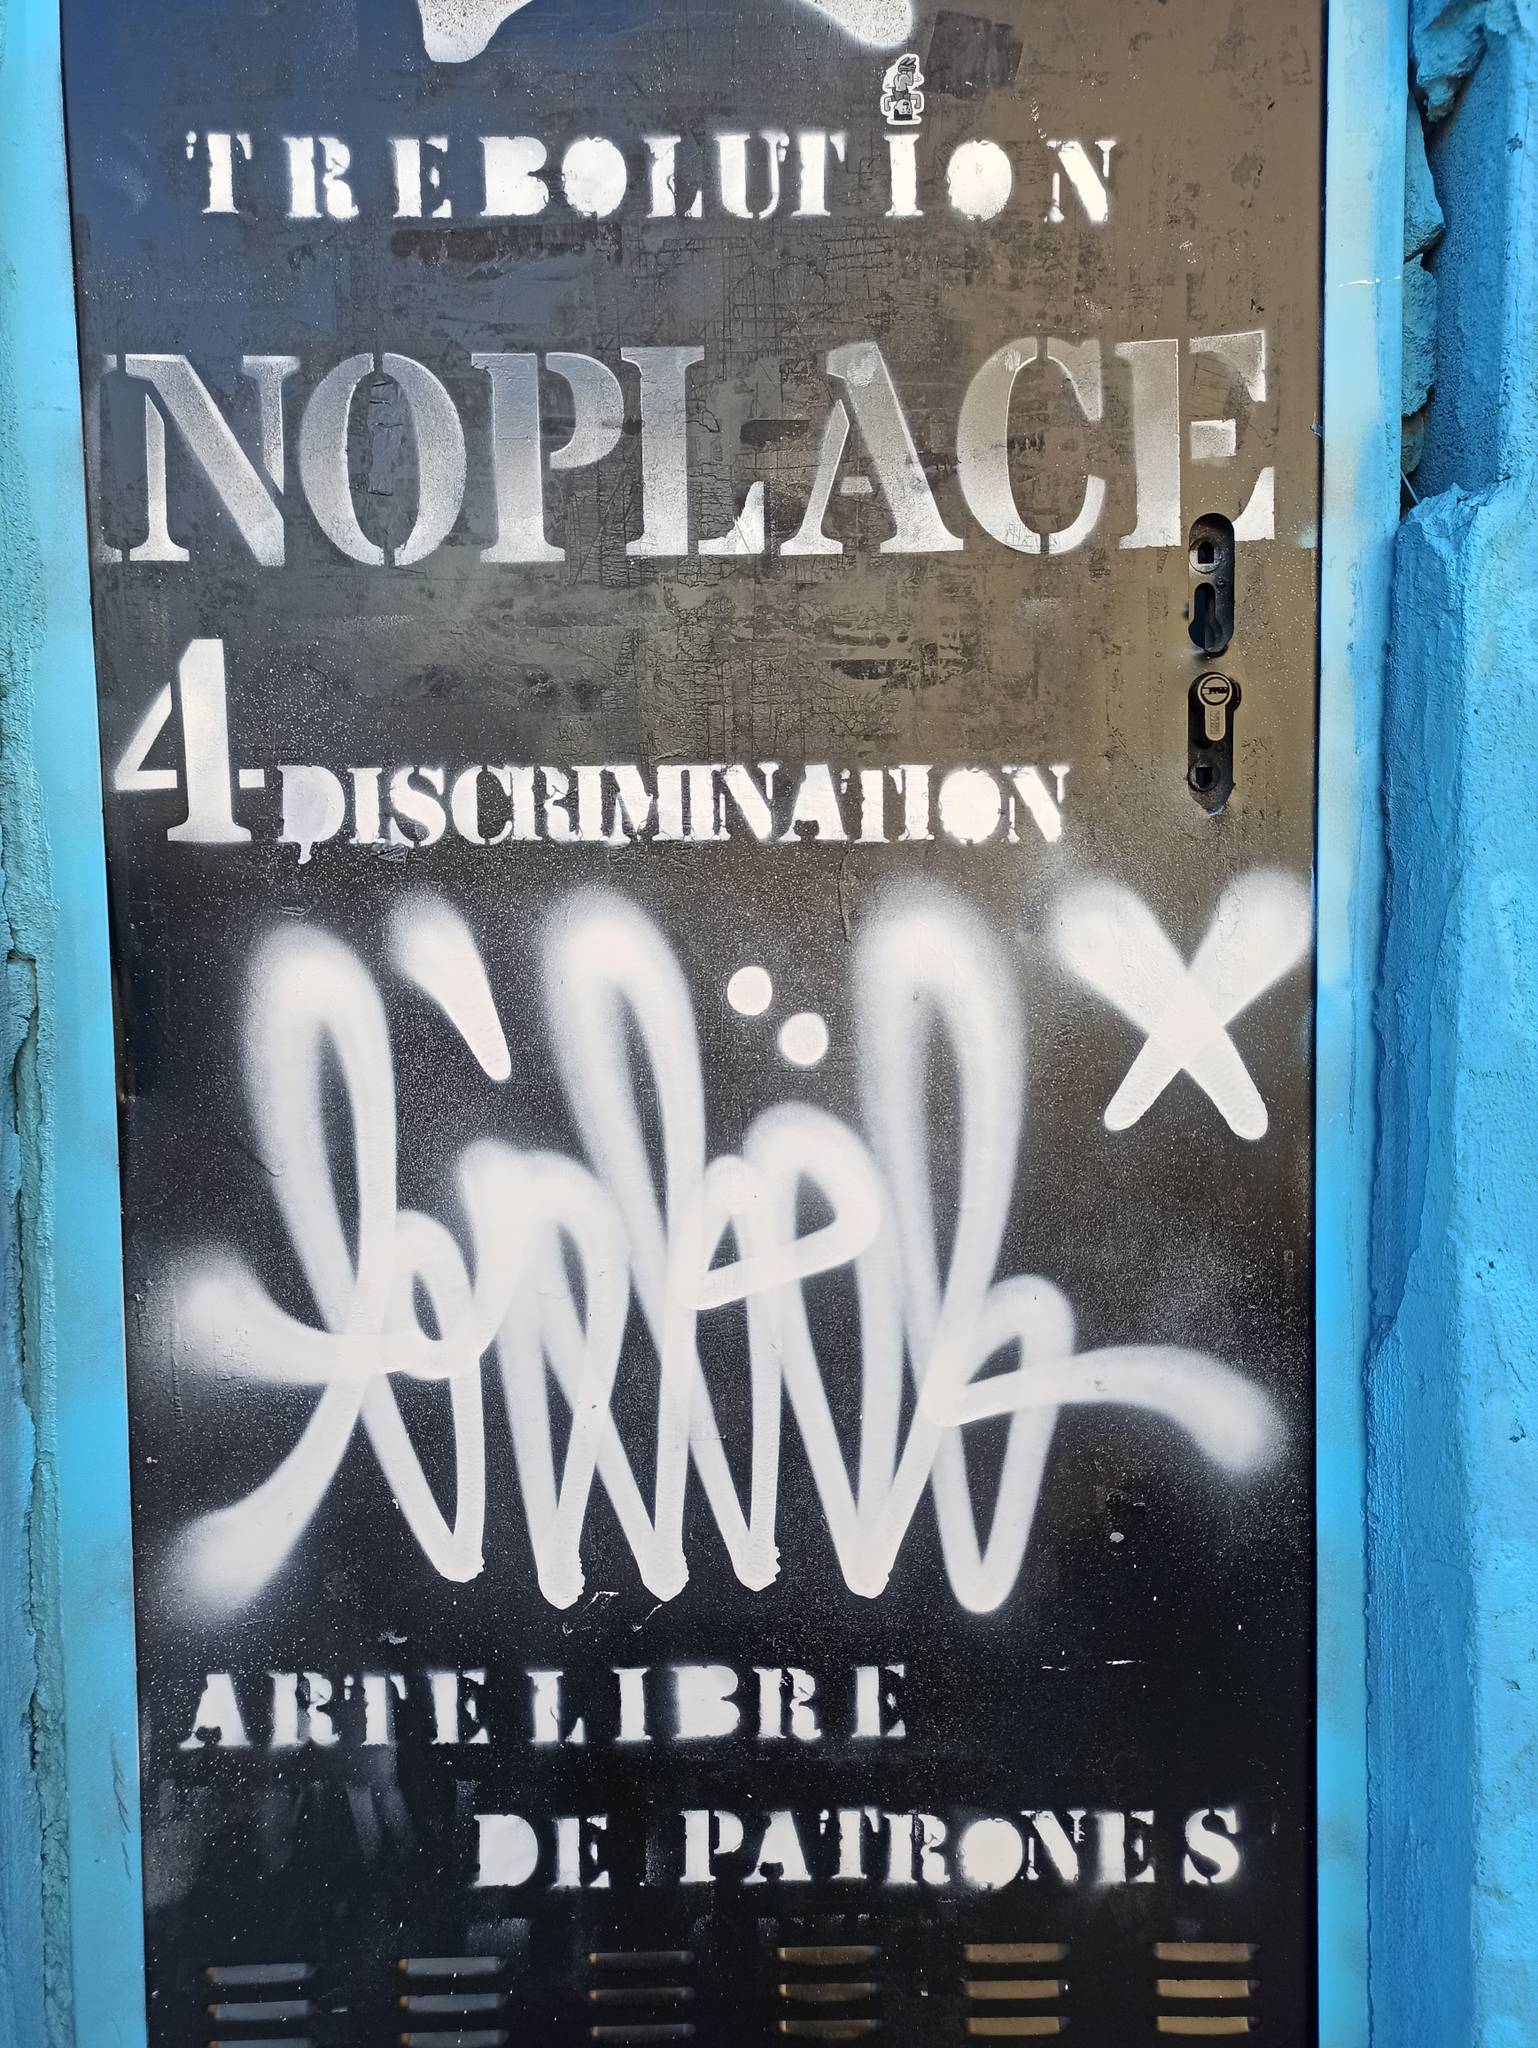 TREBOLUTION
NOPLACE
4 DISCRIMINATION
ARTE LIBRE
DE PATRONES